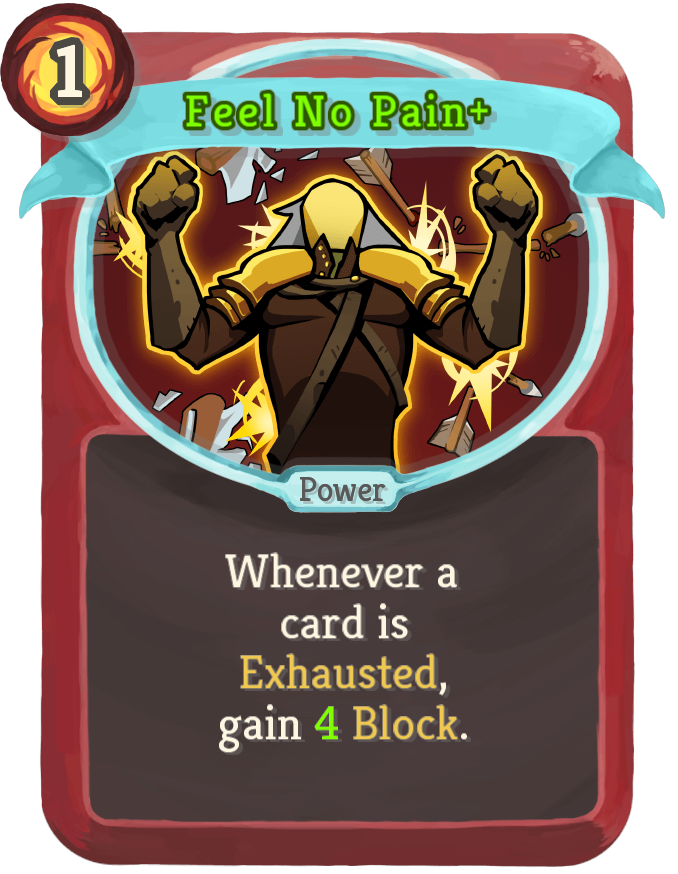 1
Feel No Pain+
Power
Whenever a
card is
Exhausted,
gain 4 Block.